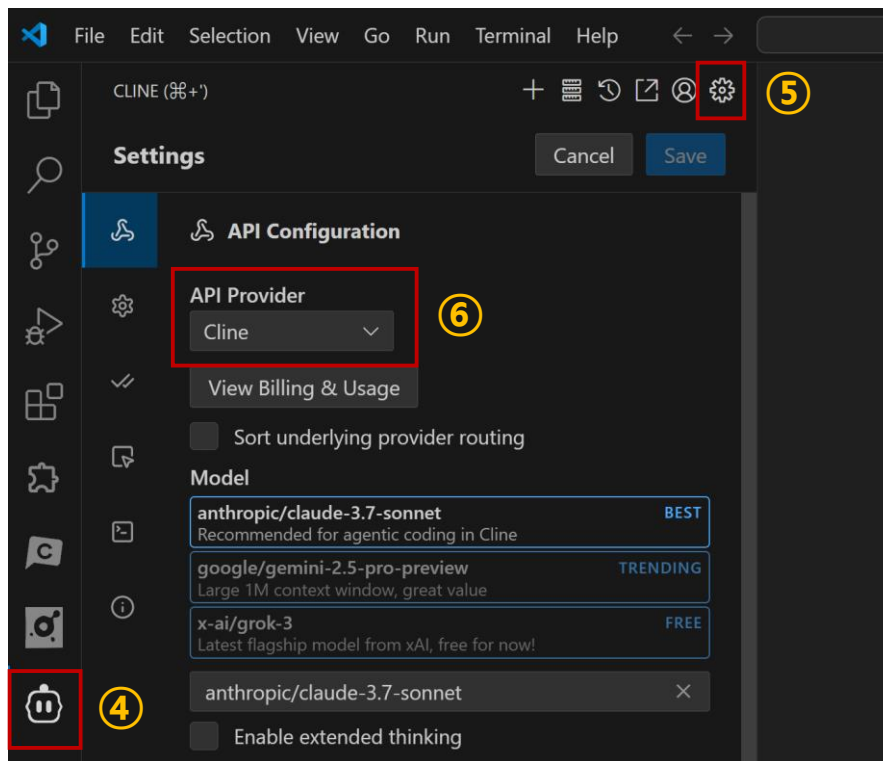 File Edit Selection View Go Run Terminal Help
CLINE (⌘+')
⑤
Settings
Cancel
Save
API Configuration
API Provider
Cline
⑥
View Billing & Usage
Sort underlying provider routing
Model
anthropic/claude-3.7-sonnet BEST
Recommended for agentic coding in Cline
google/gemini-2.5-pro-preview TRENDING
Large 1M context window, great value
x-ai/grok-3 FREE
Latest flagship model from xAI, free for now!
anthropic/claude-3.7-sonnet
④
Enable extended thinking